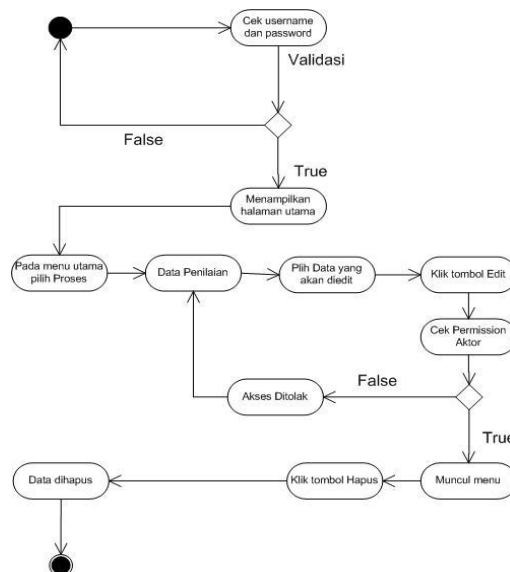 Cek username
dan password
Validasi
False
True
Menampilkan
halaman utama
Pada menu utama
pilih Proses
Data Penilaian
Plih Data yang
akan diedit
Klik tombol Edit
Cek Permission
Aktor
False
Akses Ditolak
True
Data dihapus
Klik tombol Hapus
Muncul menu